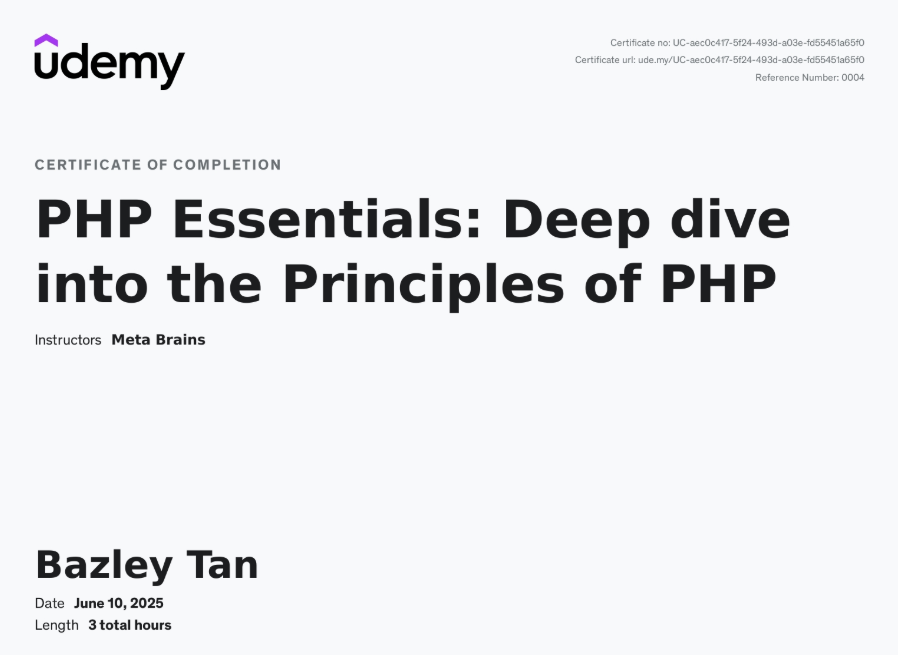 udemy
Certificate no: UC-aec0c417-5f24-493d-a03e-fd55451a65f0
Certificate url: ude.my/UC-aec0c417-5f24-493d-a03e-fd55451a65f0
Reference Number: 0004
CERTIFICATE OF COMPLETION
PHP Essentials: Deep dive
into the Principles of PHP
Instructors Meta Brains
Bazley Tan
Date June 10, 2025
Length 3 total hours